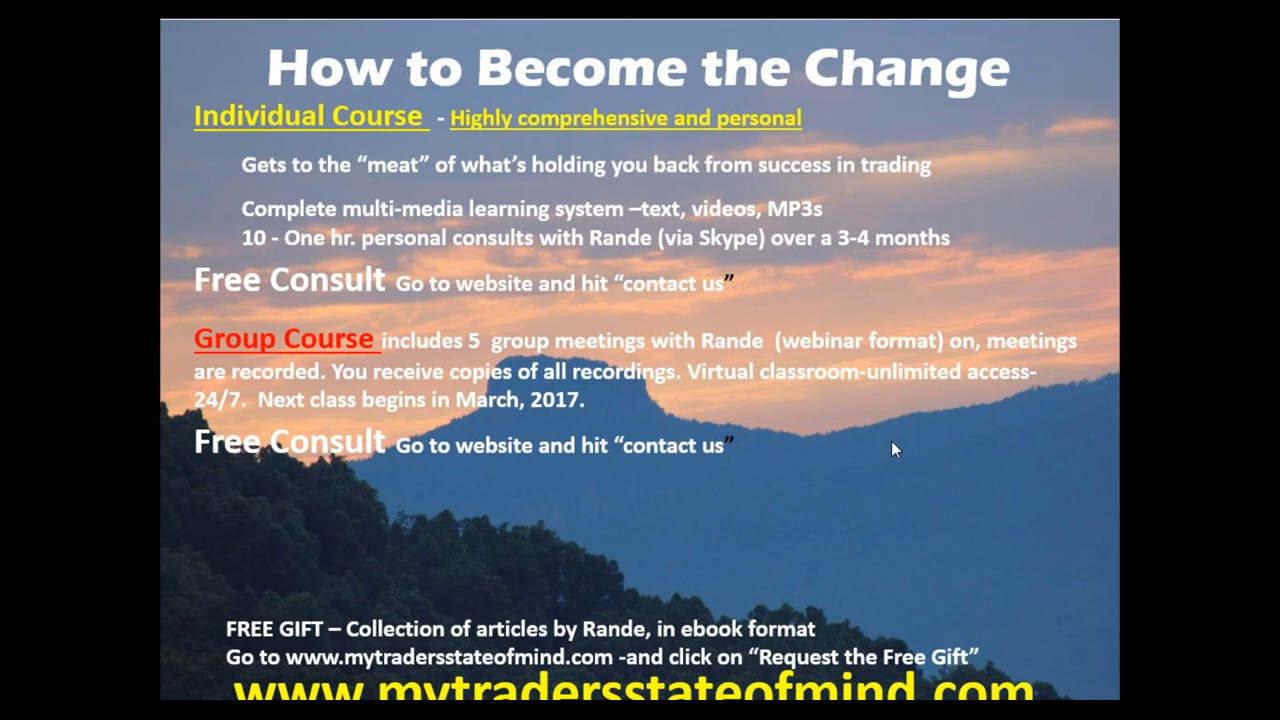 How to Become the Change
Individual Course - Highly comprehensive and personal
Gets to the “meat” of what’s holding you back from success in trading
Complete multi-media learning system –text, videos, MP3s
10 - One hr. personal consults with Rande (via Skype) over a 3-4 months
Free Consult Go to website and hit “contact us”
Group Course includes 5 group meetings with Rande (webinar format) on, meetings
are recorded. You receive copies of all recordings. Virtual classroom-unlimited access-
24/7. Next class begins in March, 2017.
Free Consult Go to website and hit “contact us”
FREE GIFT – Collection of articles by Rande, in ebook format
Go to www.mytradersstateofmind.com -and click on “Request the Free Gift”
www.mytradersstateofmind.com